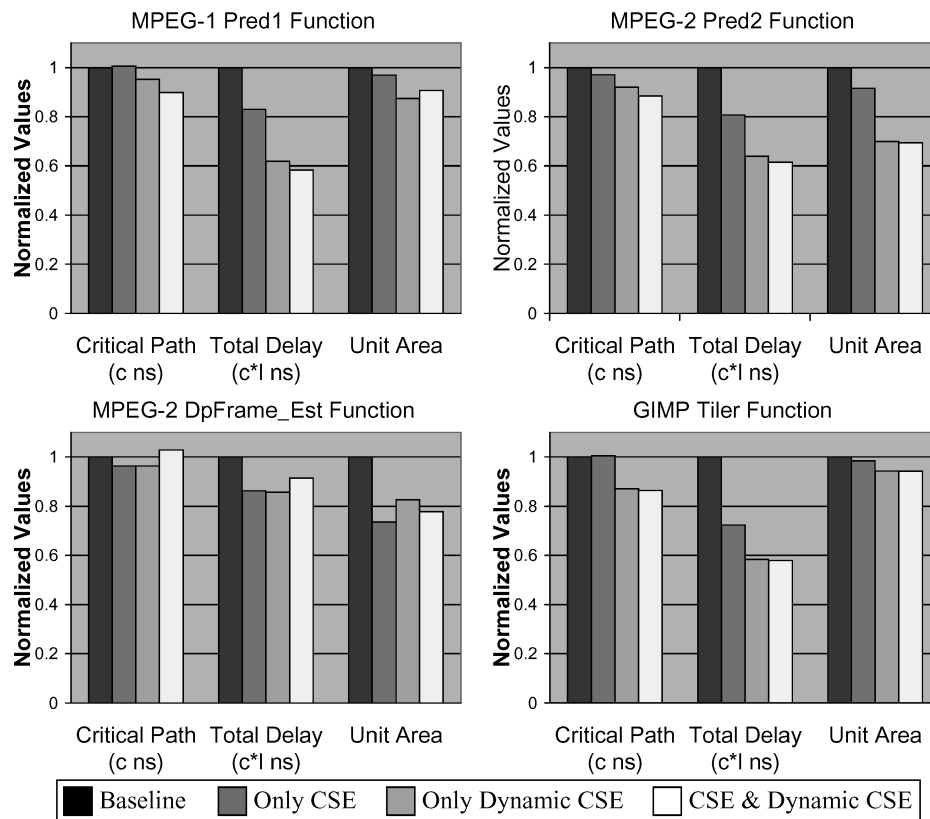 MPEG-1 Pred1 Function
Normalized Values
1
0.8
0.6
0.4
0.2
0
Critical Path
(c ns)
Total Delay
(c*l ns)
Unit Area
MPEG-2 Pred2 Function
Normalized Values
1
0.8
0.6
0.4
0.2
0
Critical Path
(c ns)
Total Delay
(c*l ns)
Unit Area
MPEG-2 DpFrame_Est Function
Normalized Values
1
0.8
0.6
0.4
0.2
0
Critical Path
(c ns)
Total Delay
(c*l ns)
Unit Area
GIMP Tiler Function
Normalized Values
1
0.8
0.6
0.4
0.2
0
Critical Path
(c ns)
Total Delay
(c*l ns)
Unit Area
Baseline Only CSE Only Dynamic CSE CSE & Dynamic CSE